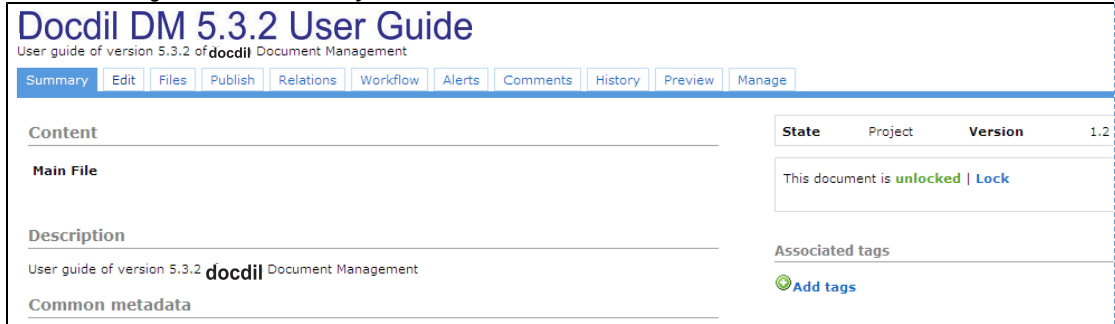 Docdil DM 5.3.2 User Guide
User guide of version 5.3.2 of docdil Document Management
Summary Edit Files Publish Relations Workflow Alerts Comments History Preview Manage
Content
Main File
Description
User guide of version 5.3.2 docdil Document Management
Common metadata
State Project Version 1.2
This document is unlocked | Lock
Associated tags
Add tags